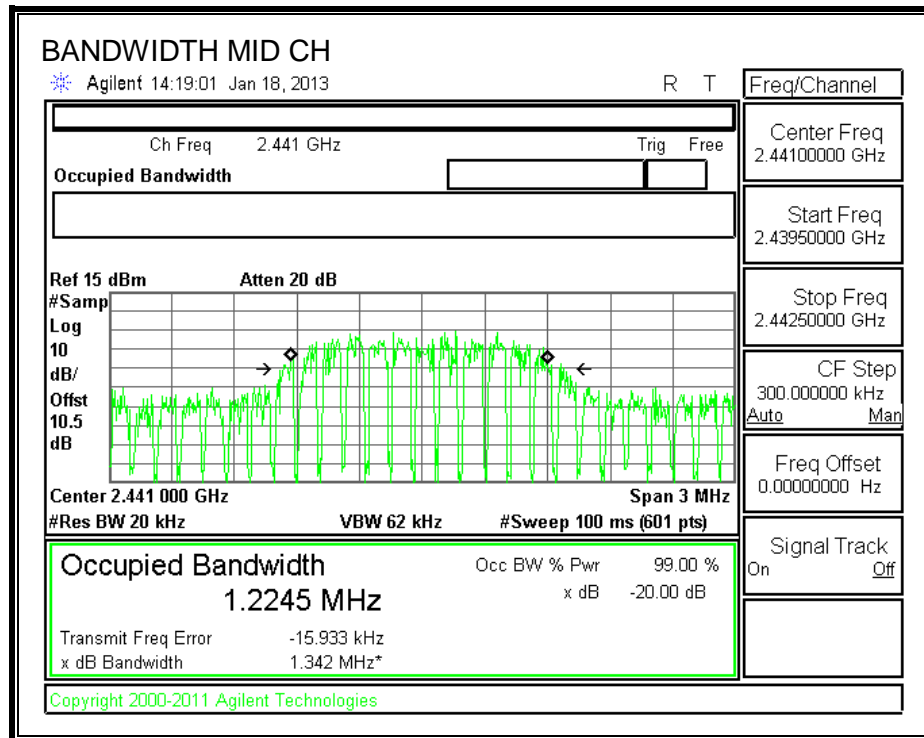 BANDWIDTH MID CH
Agilent 14:19:01 Jan 18, 2013
R T
Freq/Channel
Ch Freq 2.441 GHz
Trig Free
Occupied Bandwidth
Center Freq
2.44100000 GHz
Start Freq
2.43950000 GHz
Stop Freq
2.44250000 GHz
CF Step
300.000000 kHz
Auto Man
Freq Offset
0.00000000 Hz
Signal Track
On Off
Ref 15 dBm
Atten 20 dB
#Samp
Log
10
dB/
Offst
10.5
dB
Center 2.441 000 GHz
Span 3 MHz
#Res BW 20 kHz
VBW 62 kHz
#Sweep 100 ms (601 pts)
Occupied Bandwidth
1.2245 MHz
Occ BW % Pwr 99.00 %
x dB -20.00 dB
Transmit Freq Error -15.933 kHz
x dB Bandwidth 1.342 MHz*
Copyright 2000-2011 Agilent Technologies